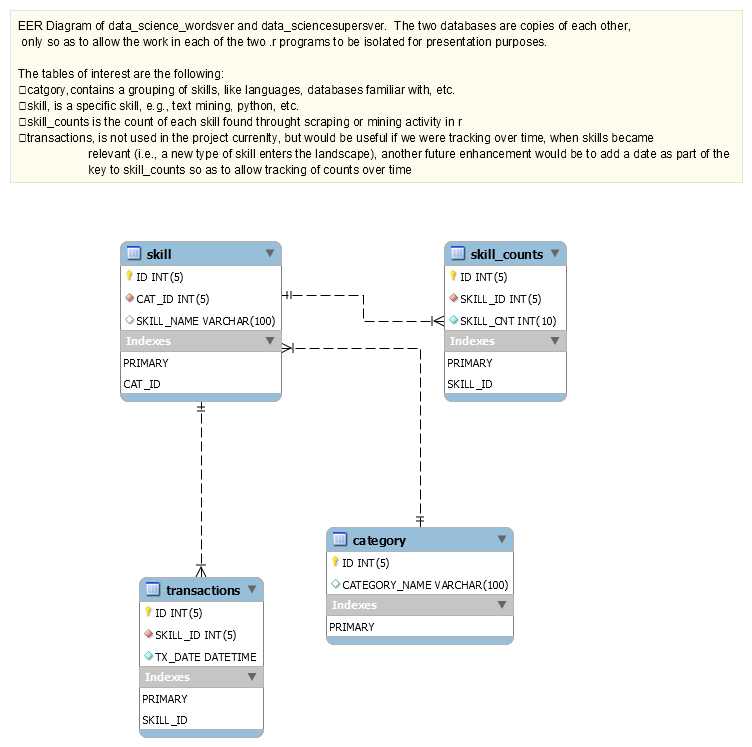 EER Diagram of data_science_wordsver and data_sciencesupersver.  The two databases are copies of each other,
only so as to allow the work in each of the two .r programs to be isolated for presentation purposes.
The tables of interest are the following:
□catgory, contains a grouping of skills, like languages, databases familiar with, etc.
□skill, is a specific skill, e.g., text mining, python, etc.
□skill_counts is the count of each skill found throught scraping or mining activity in r
□transactions, is not used in the project currenlty, but would be useful if we were tracking over time, when skills became
relevant (i.e., a new type of skill enters the landscape), another future enhancement would be to add a date as part of the
key to skill_counts so as to allow tracking of counts over time
skill
ID INT(5)
CAT_ID INT(5)
SKILL_NAME VARCHAR(100)
Indexes
PRIMARY
CAT_ID
skill_counts
ID INT(5)
SKILL_ID INT(5)
SKILL_CNT INT(10)
Indexes
PRIMARY
SKILL_ID
category
ID INT(5)
CATEGORY_NAME VARCHAR(100)
Indexes
PRIMARY
transactions
ID INT(5)
SKILL_ID INT(5)
TX_DATE DATETIME
Indexes
PRIMARY
SKILL_ID